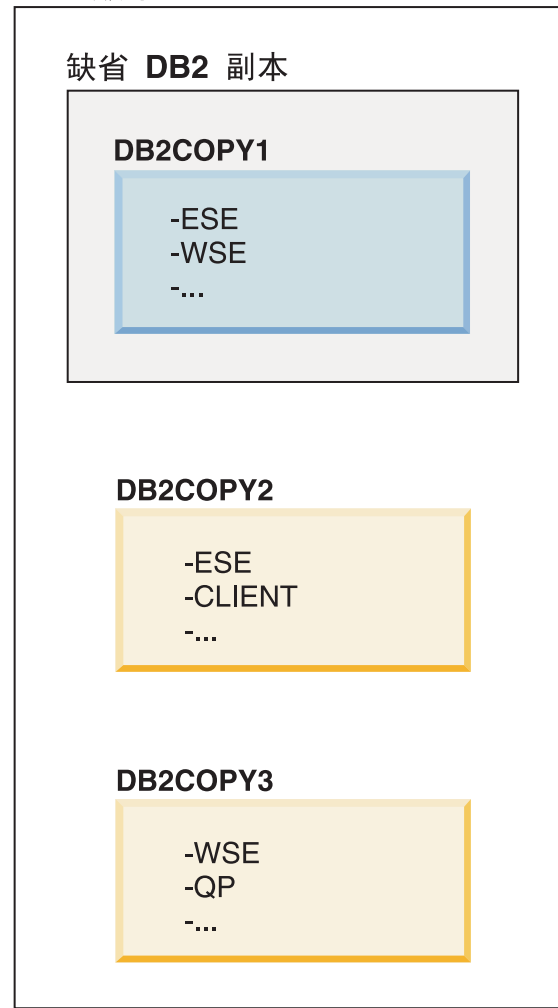 缺省 DB2 副本
DB2COPY1
-ESE
-WSE
-...
DB2COPY2
-ESE
-CLIENT
-...
DB2COPY3
-WSE
-QP
-...